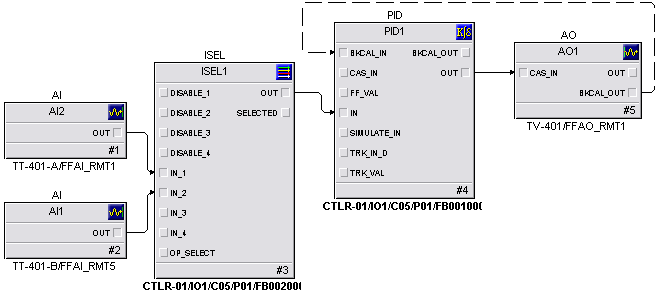 AI
AI2
OUT
#1
TT-401-A/FFAI_RMT1
AI
AI1
OUT
#2
TT-401-B/FFAI_RMT5
ISEL
ISEL1
DISABLE_1 OUT
DISABLE_2 SELECTED
DISABLE_3
DISABLE_4
IN_1
IN_2
IN_3
IN_4
OP_SELECT
#3
CTLR-01/IO1/C05/P01/FB002000
PID
PID1
BKCAL_IN BKCAL_OUT
CAS_IN OUT
FF_VAL
IN
SIMULATE_IN
TRK_IN_D
TRK_VAL
#4
CTLR-01/IO1/C05/P01/FB001000
AO
AO1
CAS_IN OUT
BKCAL_OUT
#5
TV-401/FFAO_RMT1